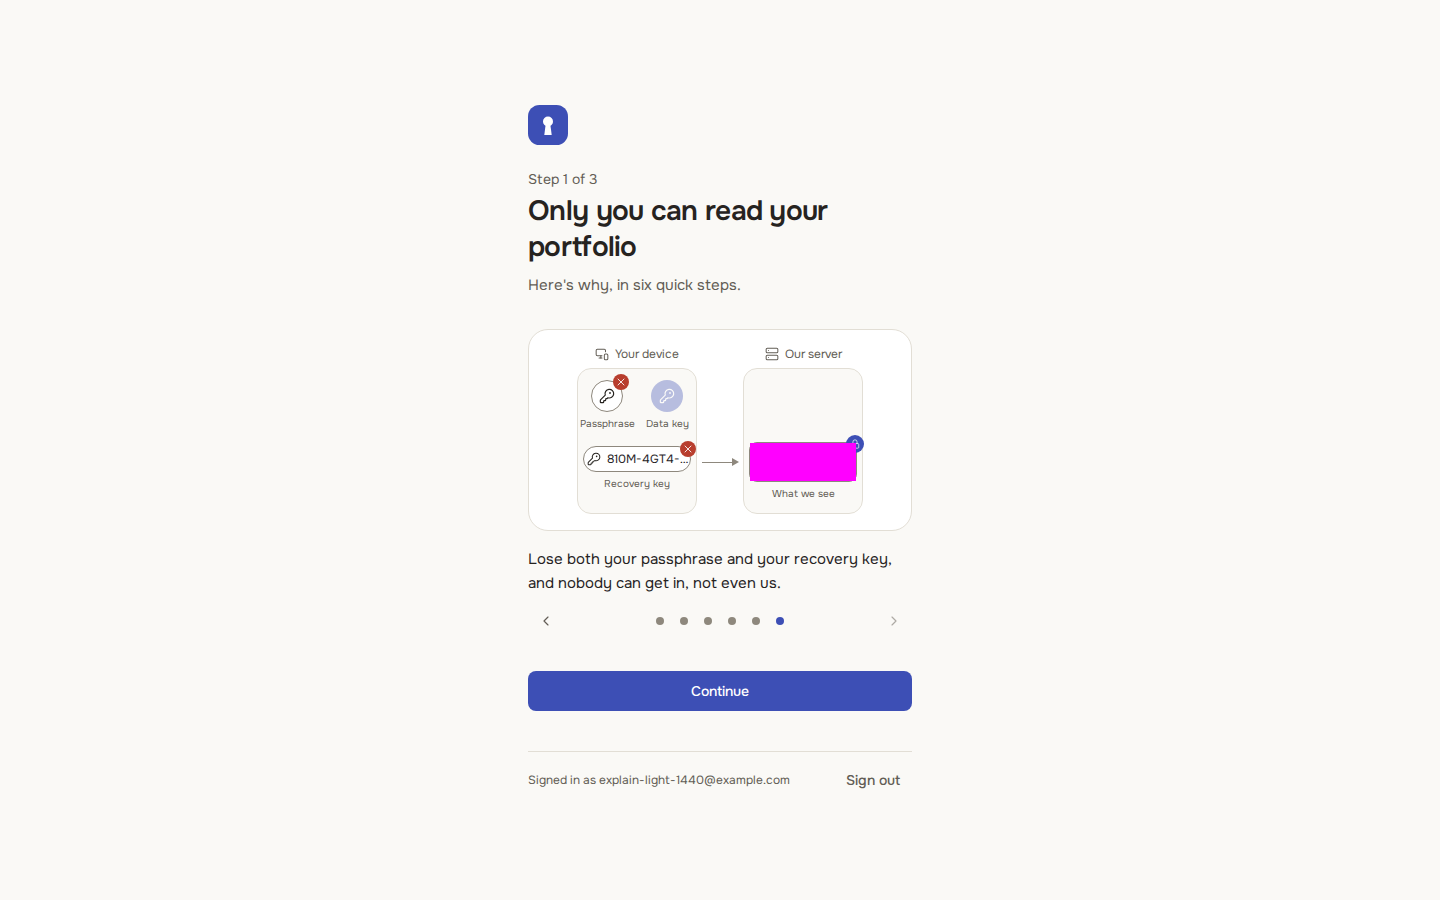 Step 1 of 3
Only you can read your
portfolio
Here's why, in six quick steps.
Your device
Our server
Passphrase
Data key
810M-4GT4-...
Recovery key
What we see
Lose both your passphrase and your recovery key,
and nobody can get in, not even us.
Continue
Signed in as explain-light-1440@example.com
Sign out